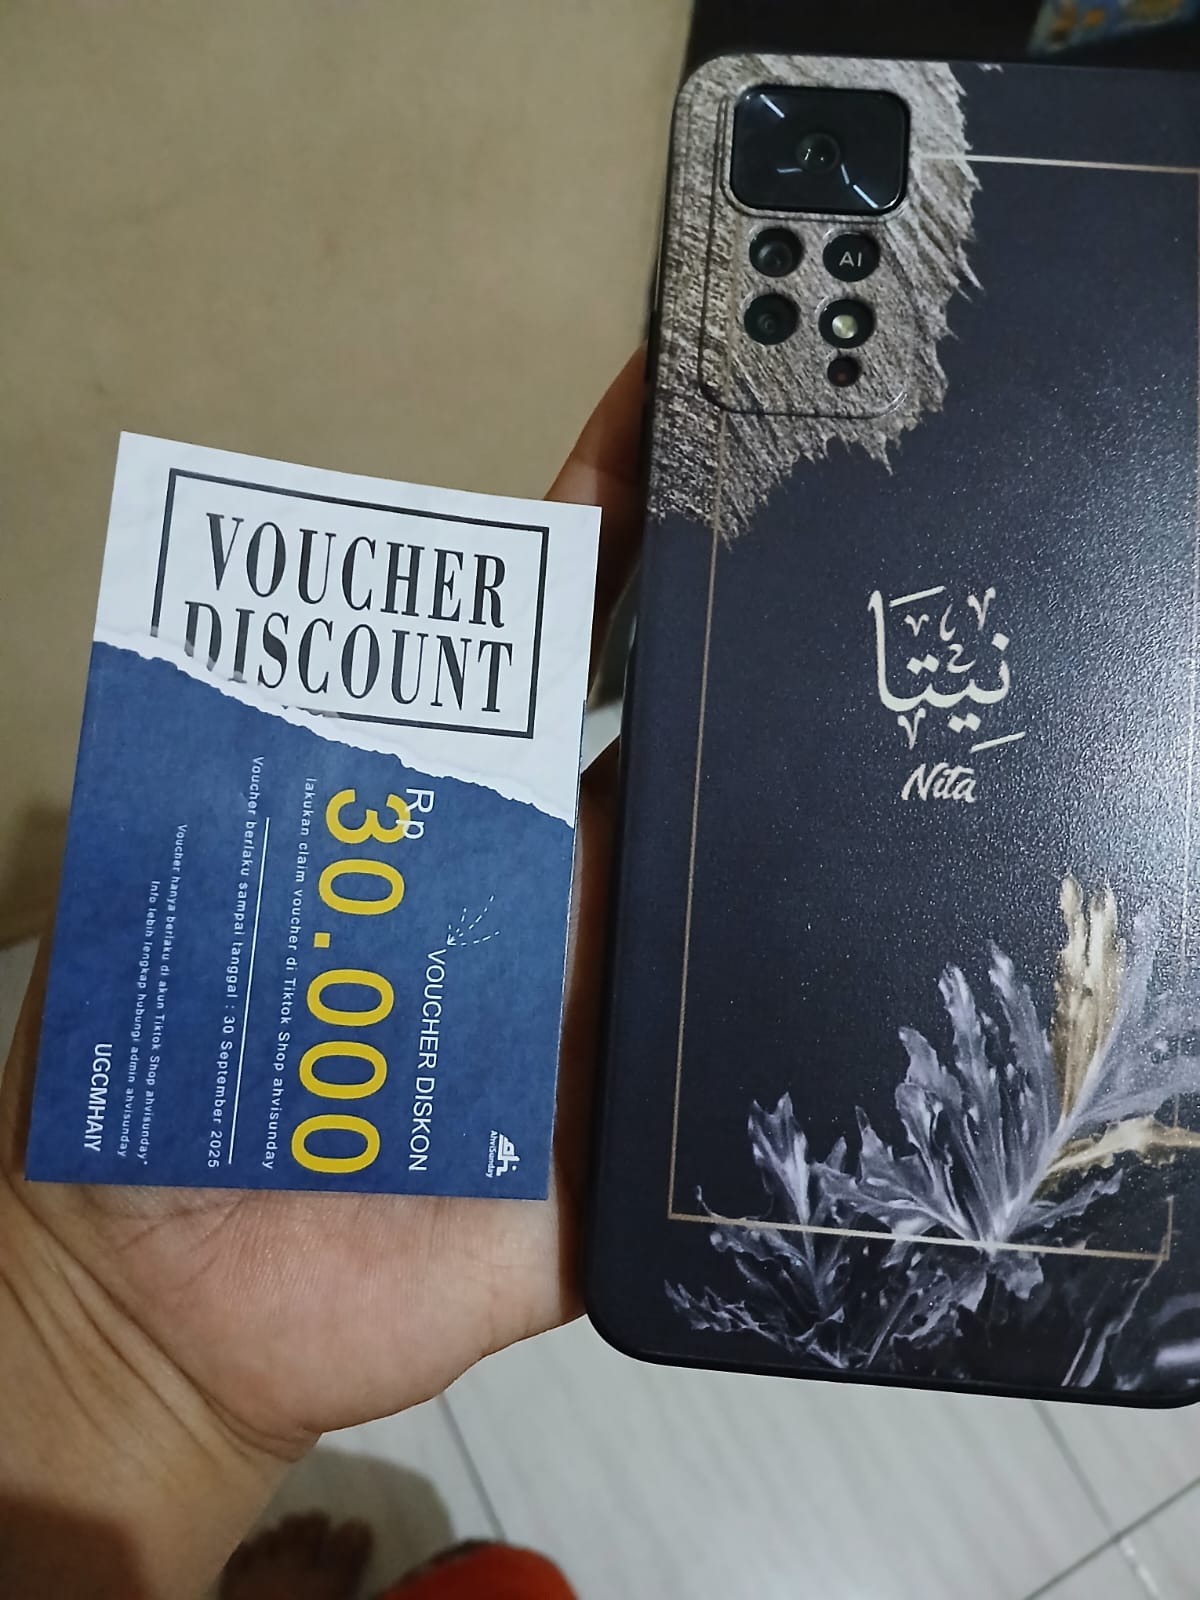 VOUCHER
DISCOUNT
AhviSunday
VOUCHER DISKON
Rp
30.000
lakukan claim voucher di Tiktok Shop ahvisunday
Voucher berlaku sampai tanggal : 30 September 2025
Voucher hanya berlaku di akun Tiktok Shop ahvisunday*
Info lebih lengkap hubungi admin ahvisunday
UGCMHAIY
AI
نِيتَا
Nita